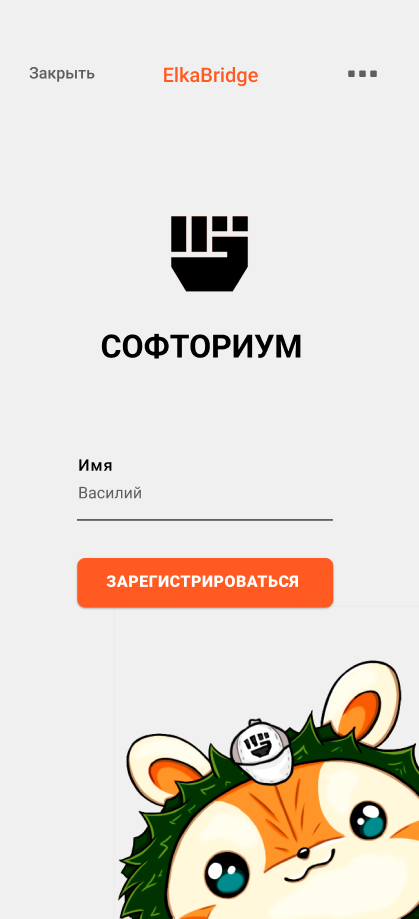 Закрыть
ElkaBridge
СОФТОРИУМ
Имя
Василий
ЗАРЕГИСТРИРОВАТЬСЯ